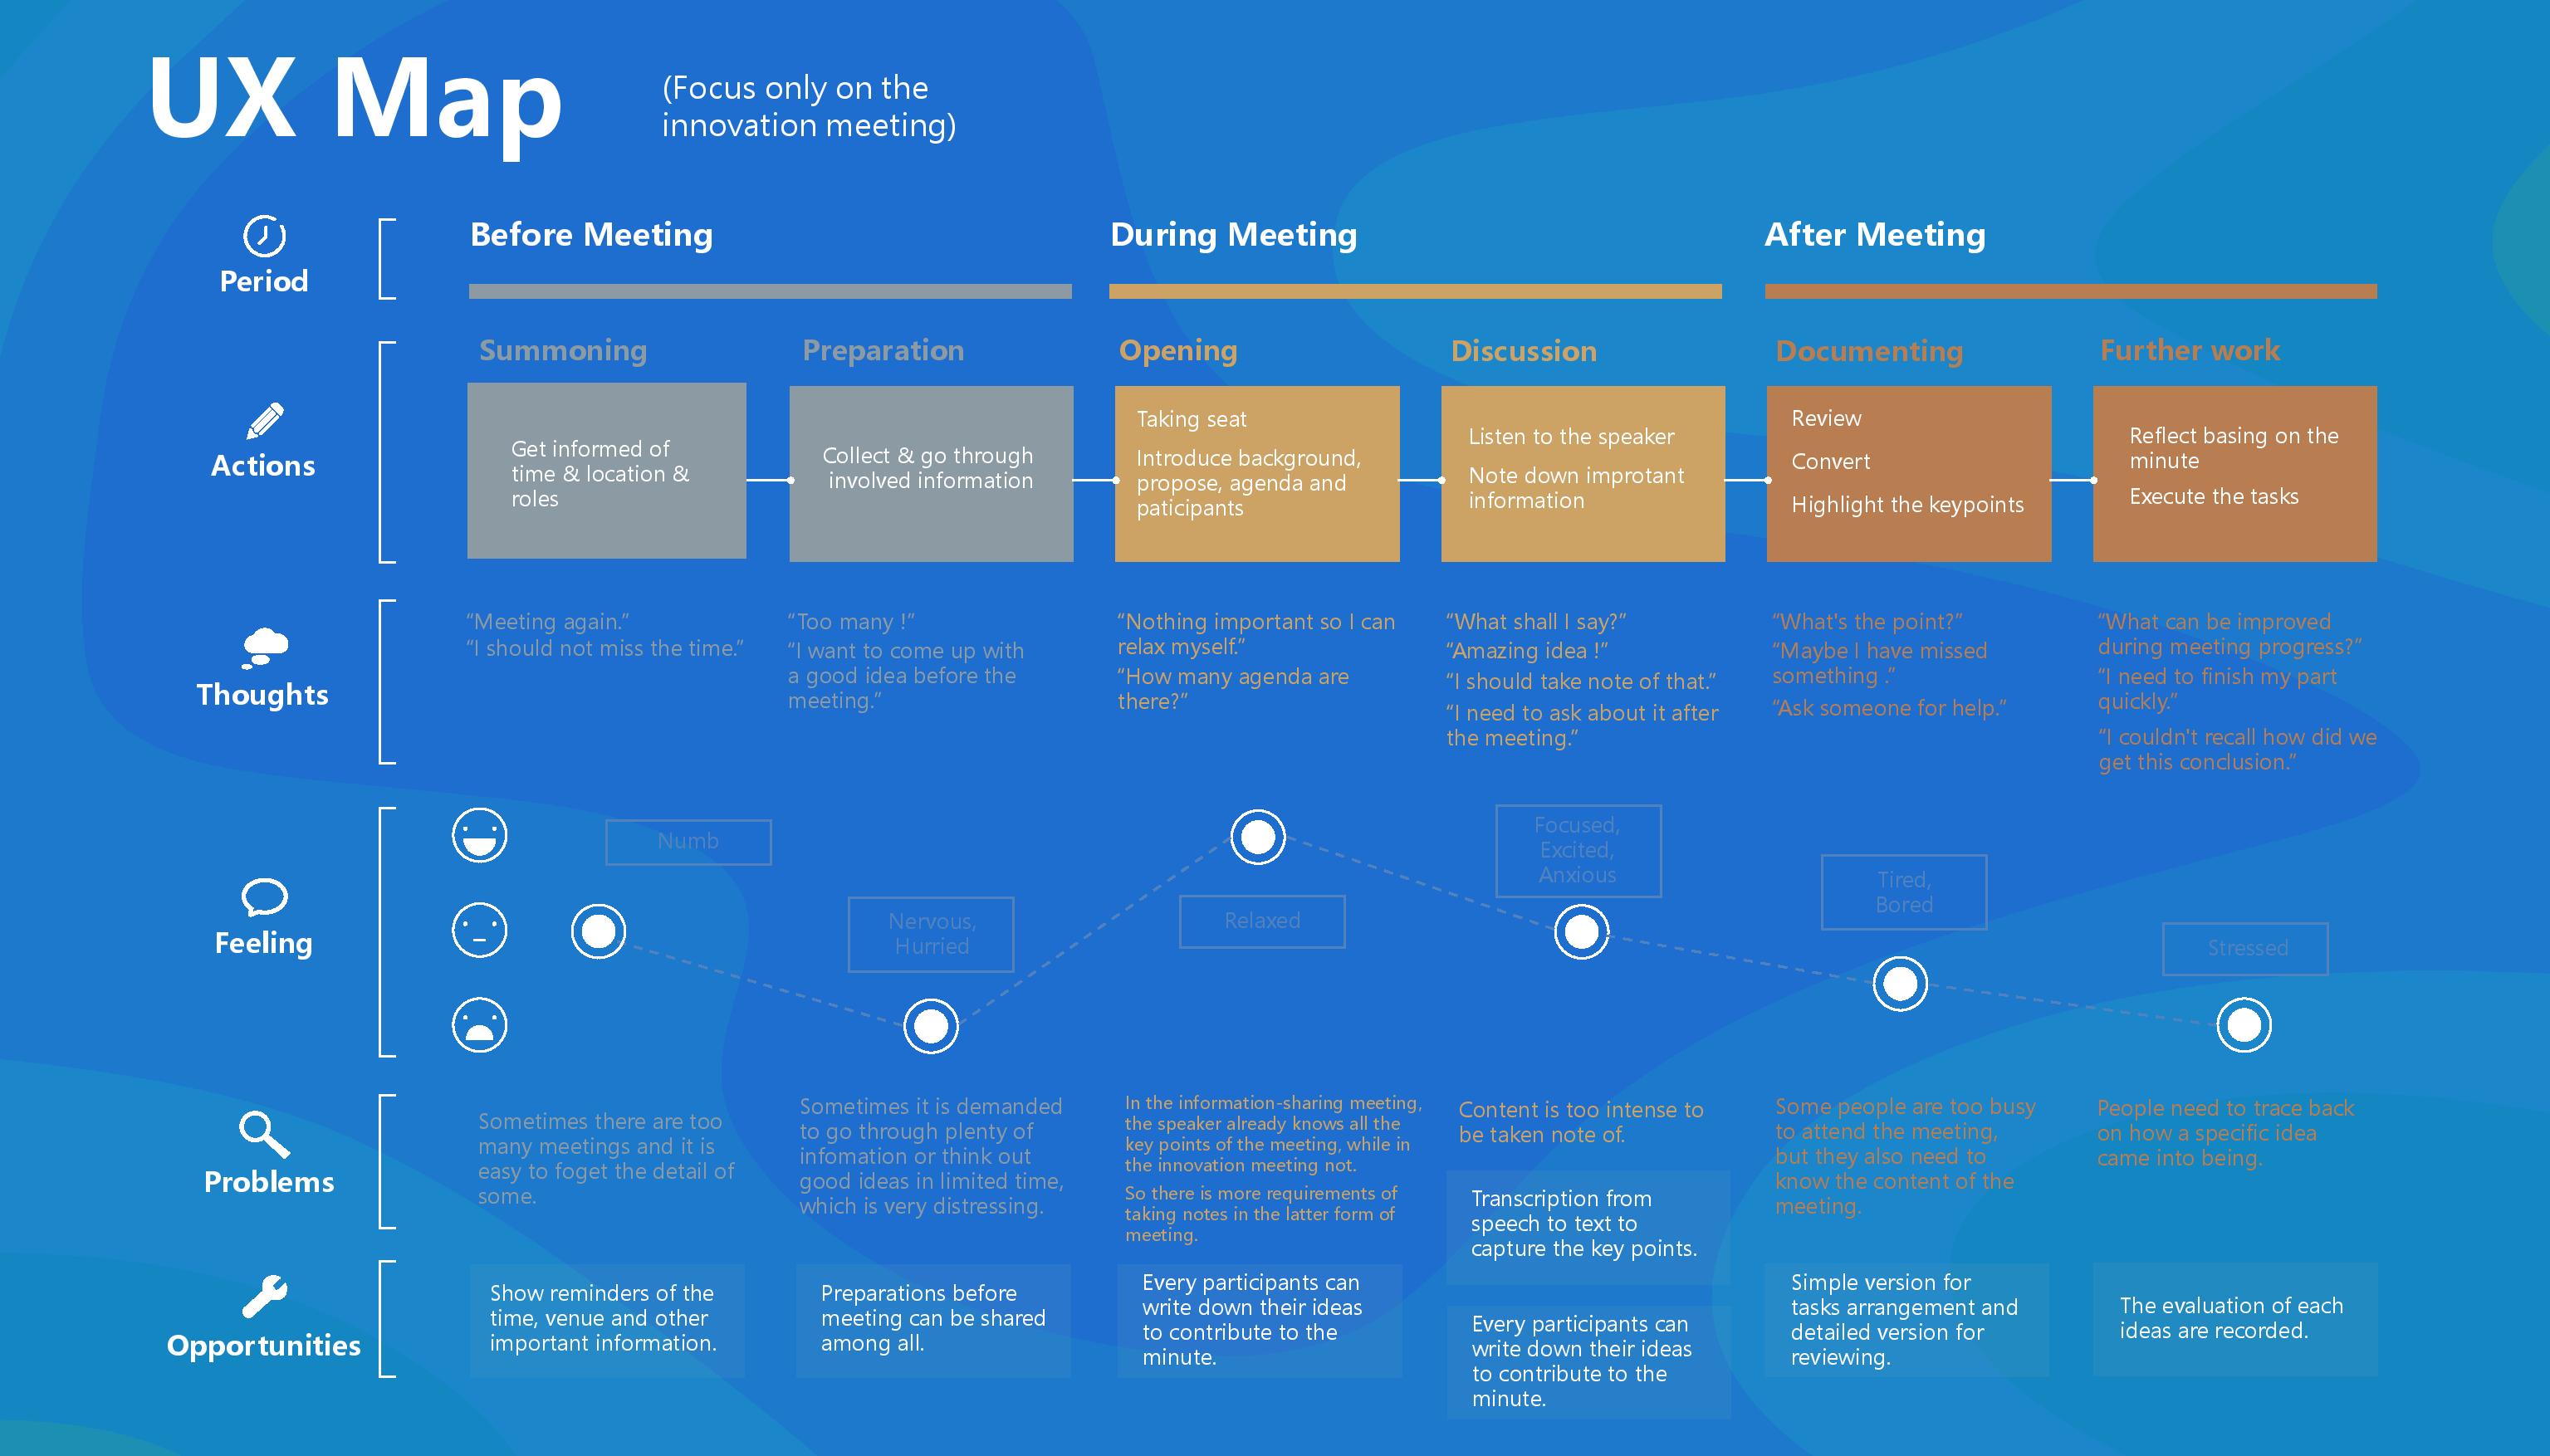 UX Map
(Focus only on the
innovation meeting)
Period
Before Meeting
During Meeting
After Meeting
Actions
Summoning
Get informed of
time & location &
roles
Preparation
Collect & go through
involved information
Opening
Taking seat
Introduce background,
propose, agenda and
paticipants
Discussion
Listen to the speaker
Note down improtant
information
Documenting
Review
Convert
Highlight the keypoints
Further work
Reflect basing on the
minute
Execute the tasks
Thoughts
“Meeting again.”
“I should not miss the time.”
“Too many !”
“I want to come up with
a good idea before the
meeting.“
“Nothing important so I can
relax myself.”
“How many agenda are
there?”
“What shall I say?”
“Amazing idea !”
“I should take note of that.”
“I need to ask about it after
the meeting.”
“What's the point?”
“Maybe I have missed
something .”
“Ask someone for help.”
“What can be improved
during meeting progress?”
“I need to finish my part
quickly.”
“I couldn't recall how did we
get this conclusion.”
Feeling
Numb
Nervous,
Hurried
Relaxed
Focused,
Excited,
Anxious
Tired,
Bored
Stressed
Problems
Sometimes there are too
many meetings and it is
easy to foget the detail of
some.
Sometimes it is demanded
to go through plenty of
infomation or think out
good ideas in limited time,
which is very distressing.
In the information-sharing meeting,
the speaker already knows all the
key points of the meeting, while in
the innovation meeting not.
So there is more requirements of
taking notes in the latter form of
meeting.
Content is too intense to
be taken note of.
Some people are too busy
to attend the meeting,
but they also need to
know the content of the
meeting.
People need to trace back
on how a specific idea
came into being.
Opportunities
Show reminders of the
time, venue and other
important information.
Preparations before
meeting can be shared
among all.
Every participants can
write down their ideas
to contribute to the
minute.
Transcription from
speech to text to
capture the key points.
Every participants can
write down their ideas
to contribute to the
minute.
Simple version for
tasks arrangement and
detailed version for
reviewing.
The evaluation of each
ideas are recorded.